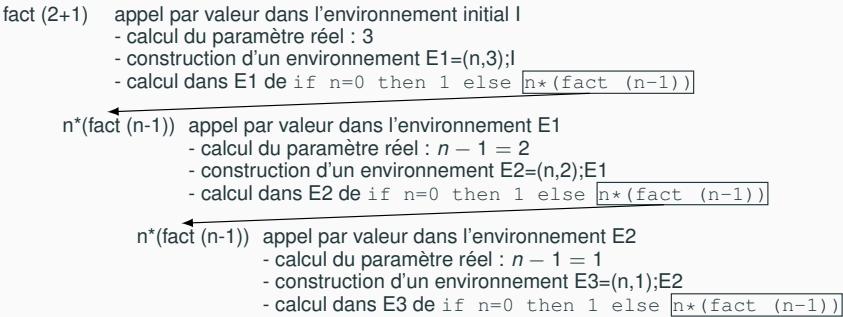 fact (2+1) appel par valeur dans l'environnement initial I
- calcul du paramètre réel : 3
- construction d'un environnement E1=(n,3);I
- calcul dans E1 de if n=0 then 1 else n*(fact (n-1))
n*(fact (n-1)) appel par valeur dans l'environnement E1
- calcul du paramètre réel : n − 1 = 2
- construction d'un environnement E2=(n,2);E1
- calcul dans E2 de if n=0 then 1 else n*(fact (n-1))
n*(fact (n-1)) appel par valeur dans l'environnement E2
- calcul du paramètre réel : n − 1 = 1
- construction d'un environnement E3=(n,1);E2
- calcul dans E3 de if n=0 then 1 else n*(fact (n-1))